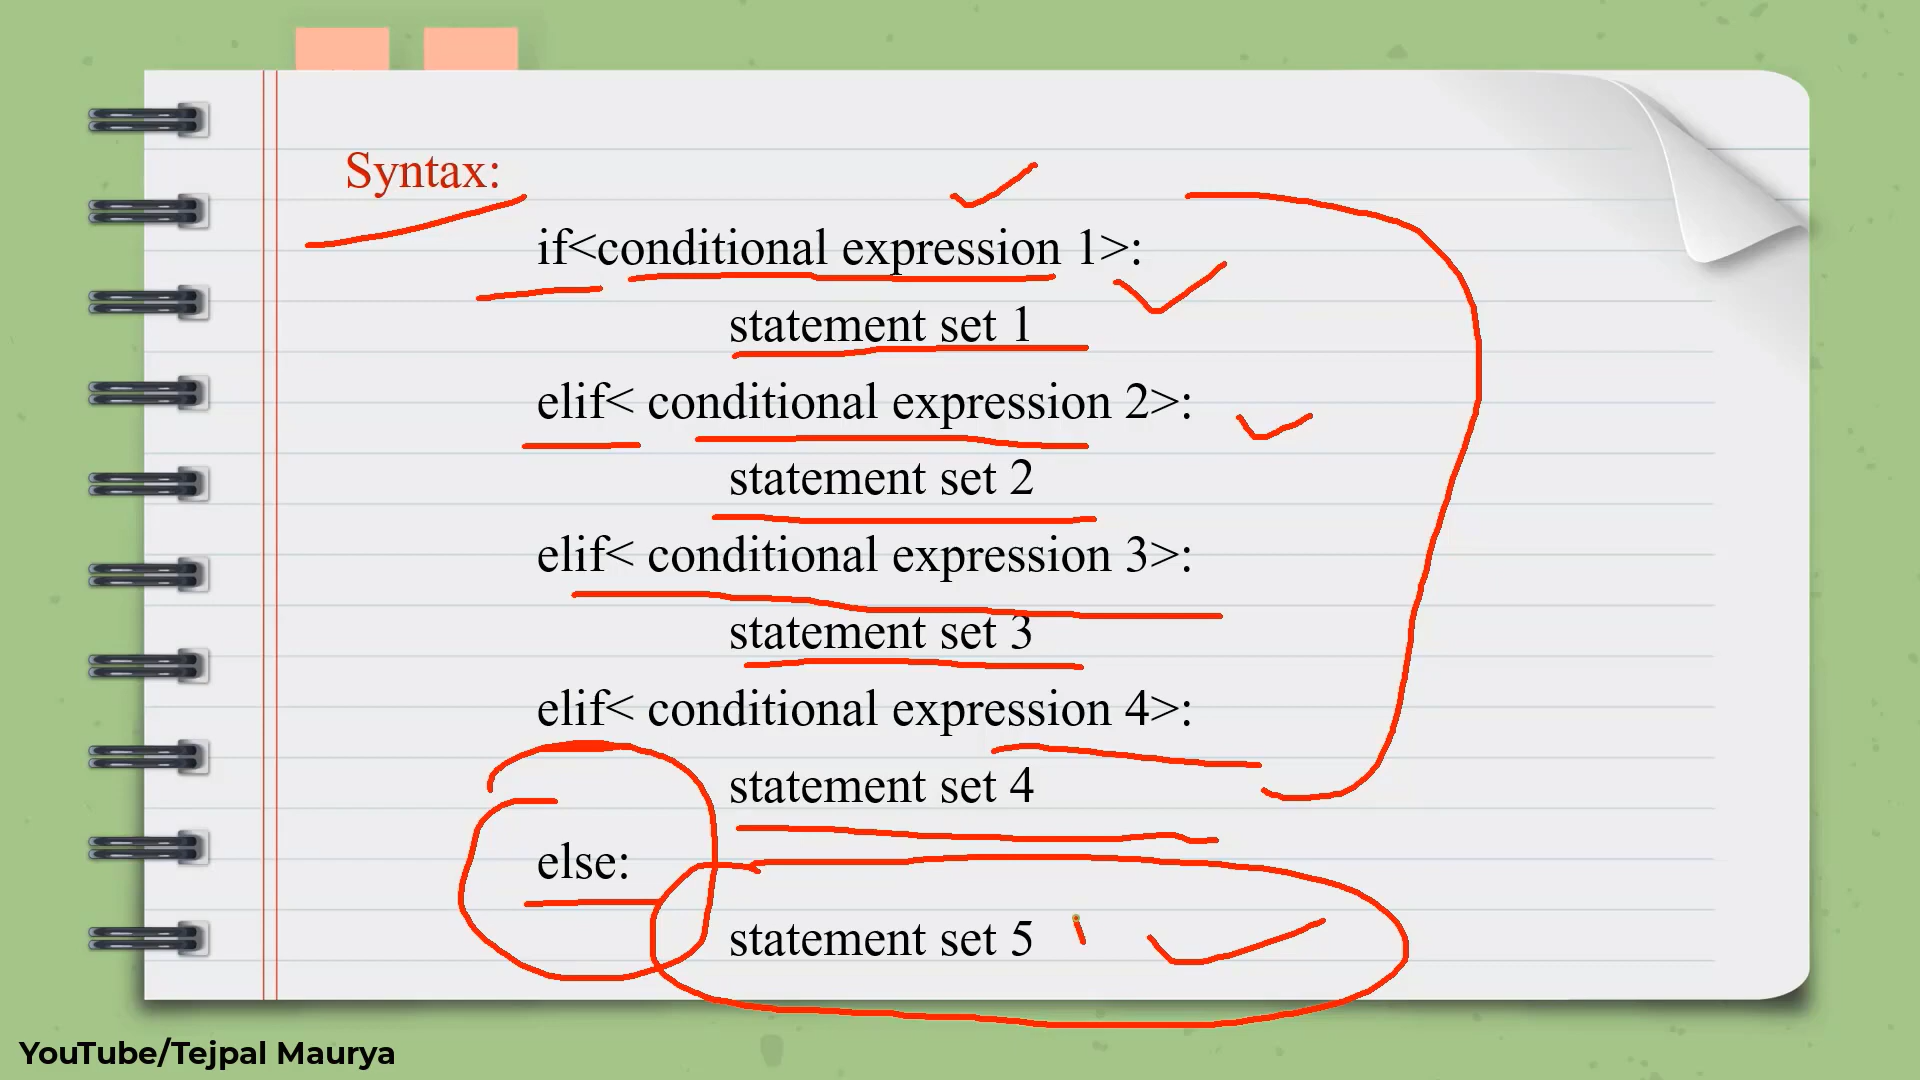 Syntax:
if<conditional expression 1>:
statement set 1
elif< conditional expression 2>:
statement set 2
elif< conditional expression 3>:
statement set 3
elif< conditional expression 4>:
statement set 4
else:
statement set 5
YouTube/Tejpal Maurya